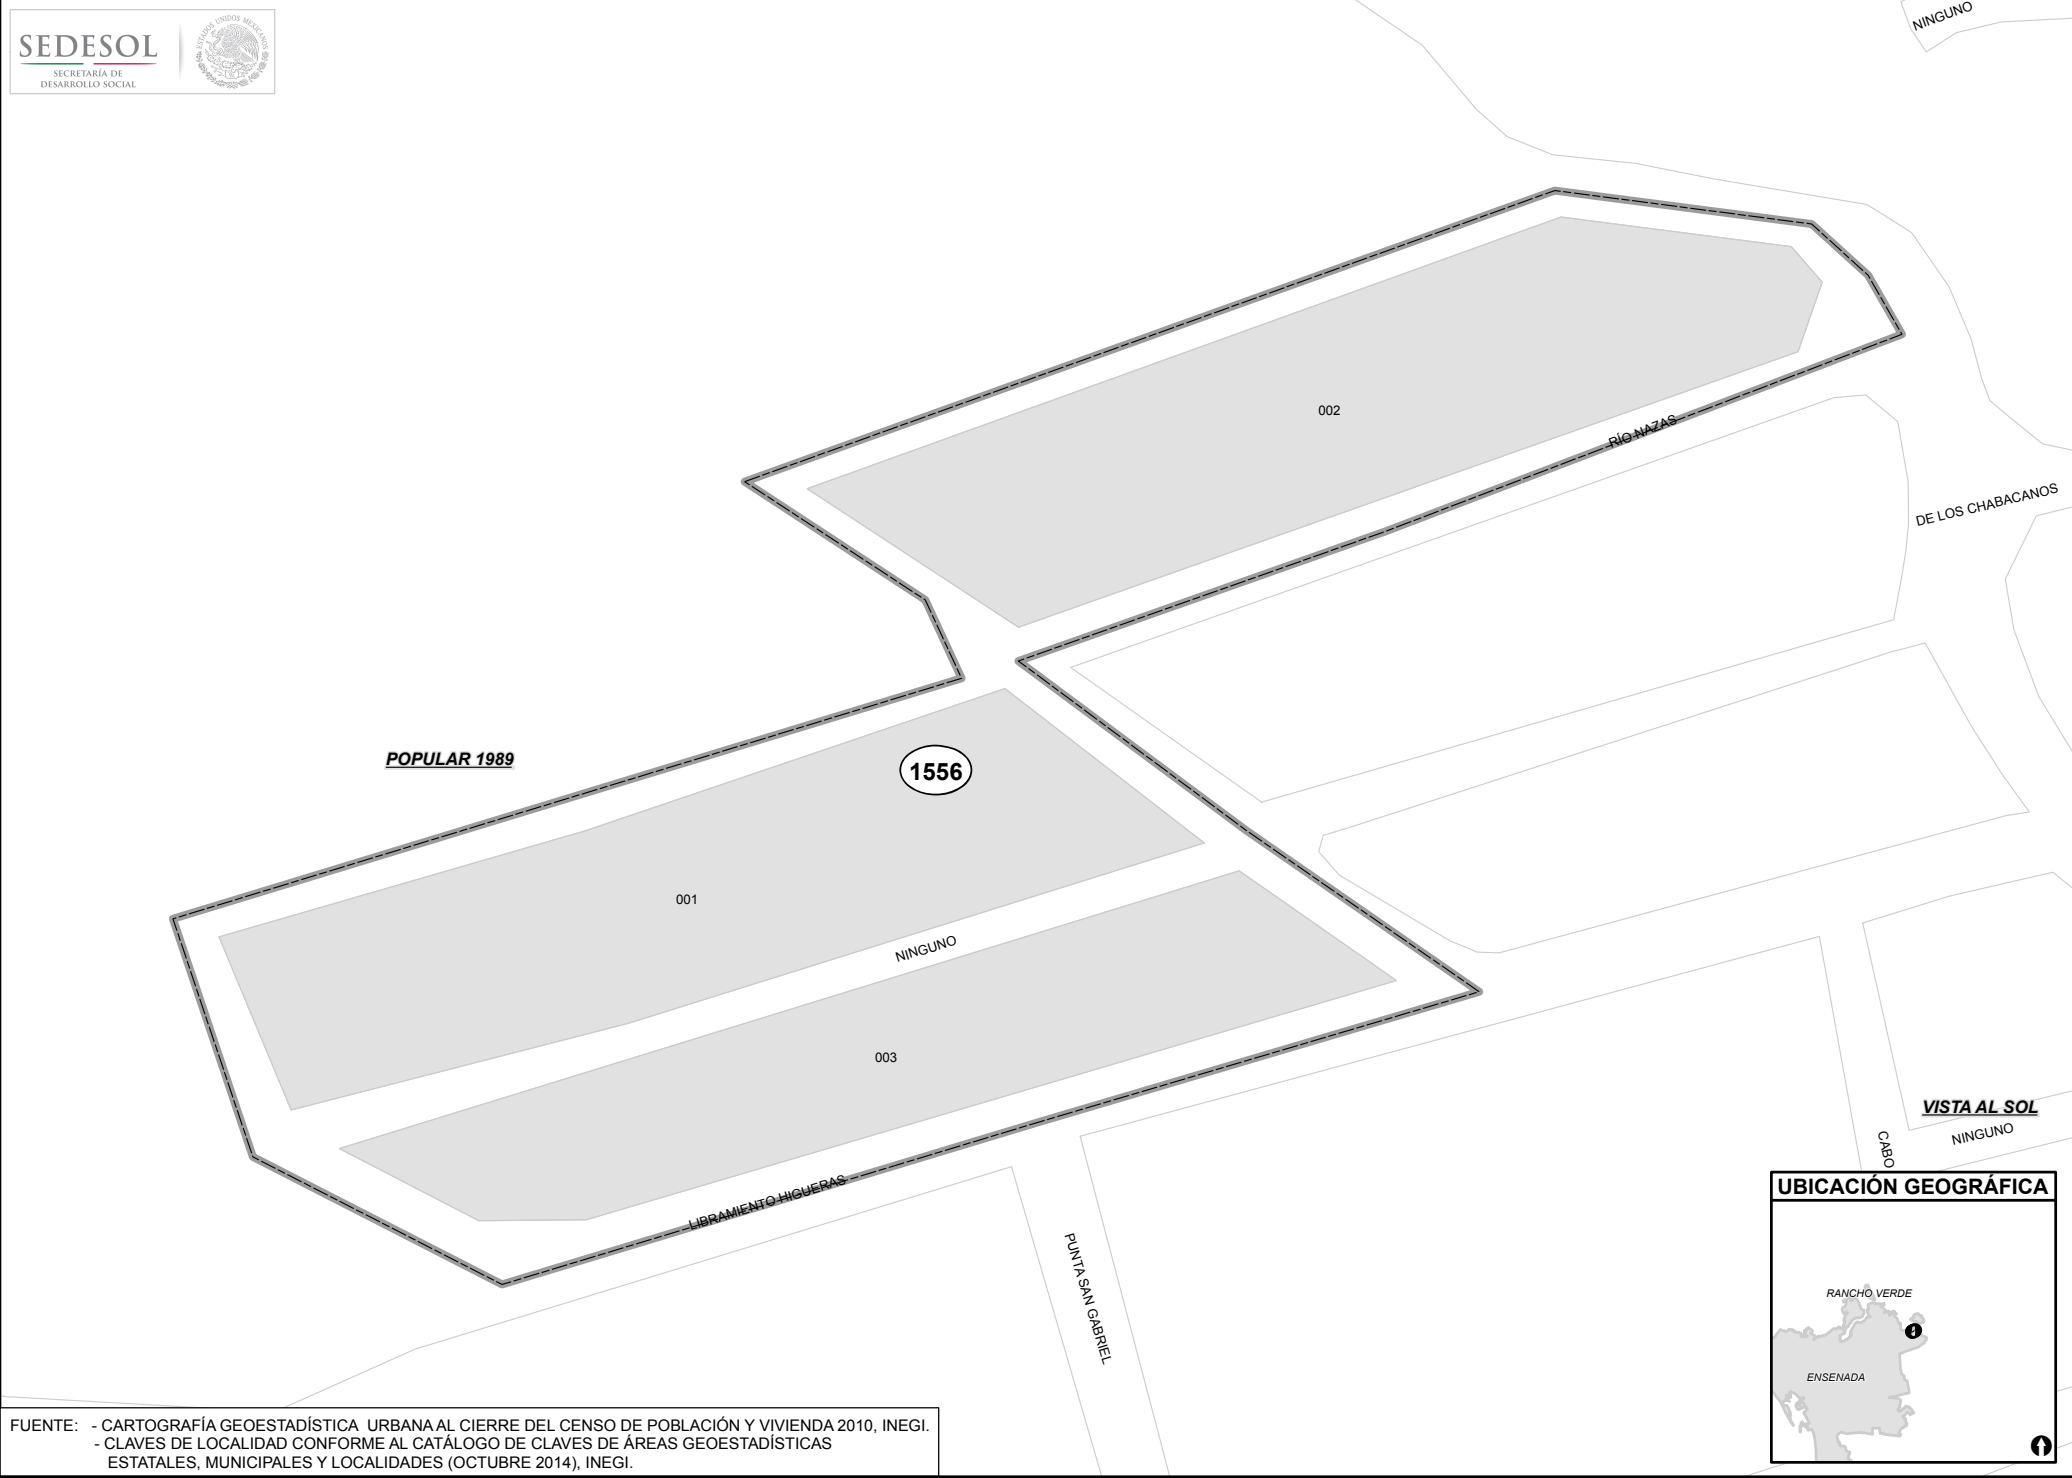 SEDESOL
SECRETARÍA DE
DESARROLLO SOCIAL
ESTADOS UNIDOS MEXICANOS
NINGUNO
002
RÍO NAZAS
DE LOS CHABACANOS
POPULAR 1989
1556
001
NINGUNO
003
LIBRAMIENTO HIGUERAS
PUNTA SAN GABRIEL
CABO
VISTA AL SOL
NINGUNO
UBICACIÓN GEOGRÁFICA
RANCHO VERDE
ENSENADA
FUENTE: - CARTOGRAFÍA GEOESTADÍSTICA URBANA AL CIERRE DEL CENSO DE POBLACIÓN Y VIVIENDA 2010, INEGI.
- CLAVES DE LOCALIDAD CONFORME AL CATÁLOGO DE CLAVES DE ÁREAS GEOESTADÍSTICAS
ESTATALES, MUNICIPALES Y LOCALIDADES (OCTUBRE 2014), INEGI.